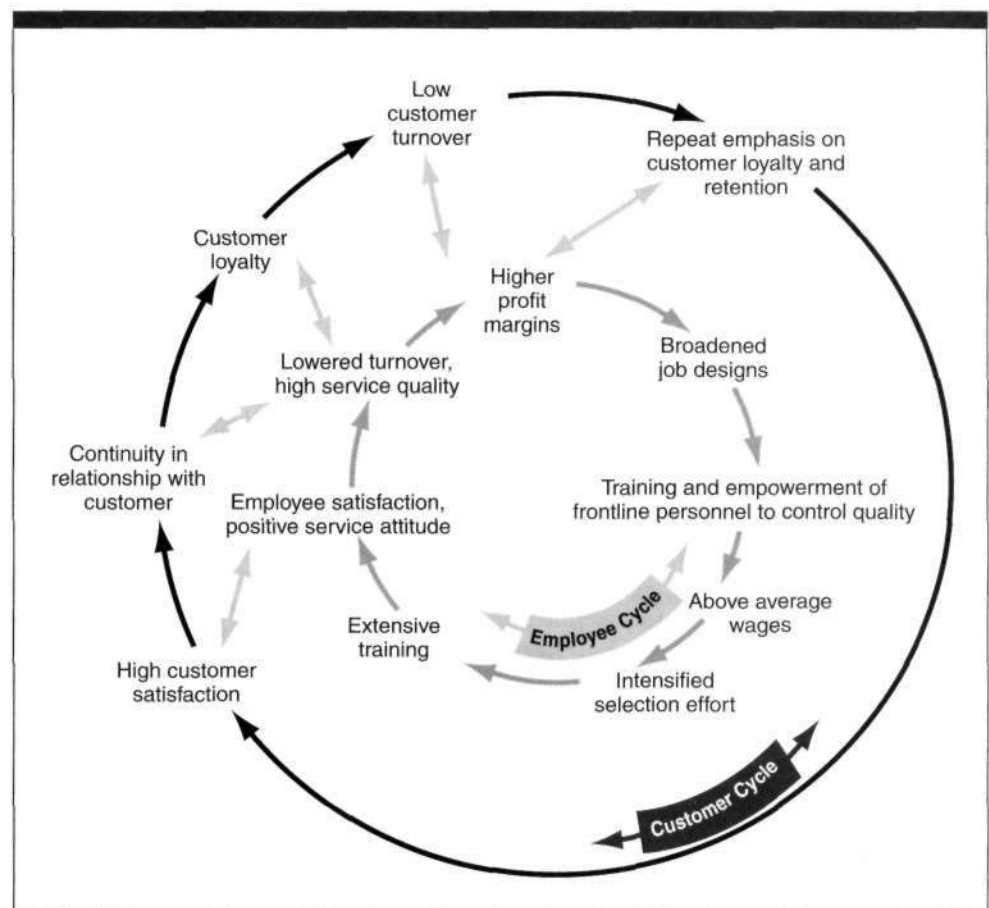 Low
customer
turnover
Repeat emphasis on
customer loyalty and
retention
Customer
loyalty
Higher
profit
margins
Broadened
job designs
Lowered turnover,
high service quality
Continuity in
relationship with
customer
Employee satisfaction,
positive service attitude
Training and empowerment of
frontline personnel to control quality
Above average
wages
Employee Cycle
Extensive
training
Intensified
selection effort
High customer
satisfaction
Customer Cycle